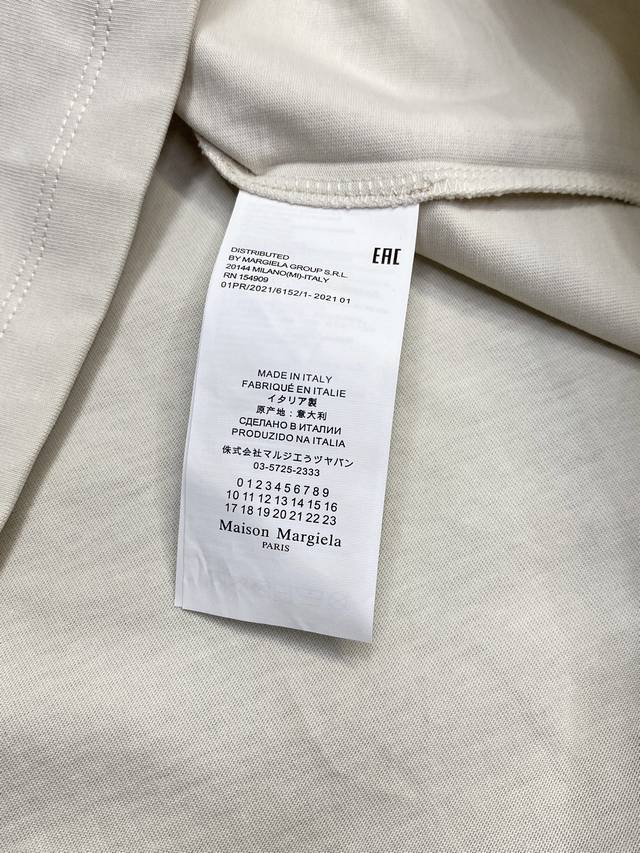 DISTRIBUTED
BY MARGIELA GROUP S.R.L.
20144 MILANO(MI)-ITALY
RN 154909
01PR/2021/6152/1- 2021 01
EAC
MADE IN ITALY
FABRIQUÉ EN ITALIE
イタリア製
原产地：意大利
СДЕЛАНО В ИТАЛИИ
PRODUZIDO NA ITALIA
侏式会社マルジエラヅヤパン
03-5725-2333
0 1 2 3 4 5 6 7 8 9
10 11 12 13 14 15 16
17 18 19 20 21 22 23
Maison Margiela
PARIS